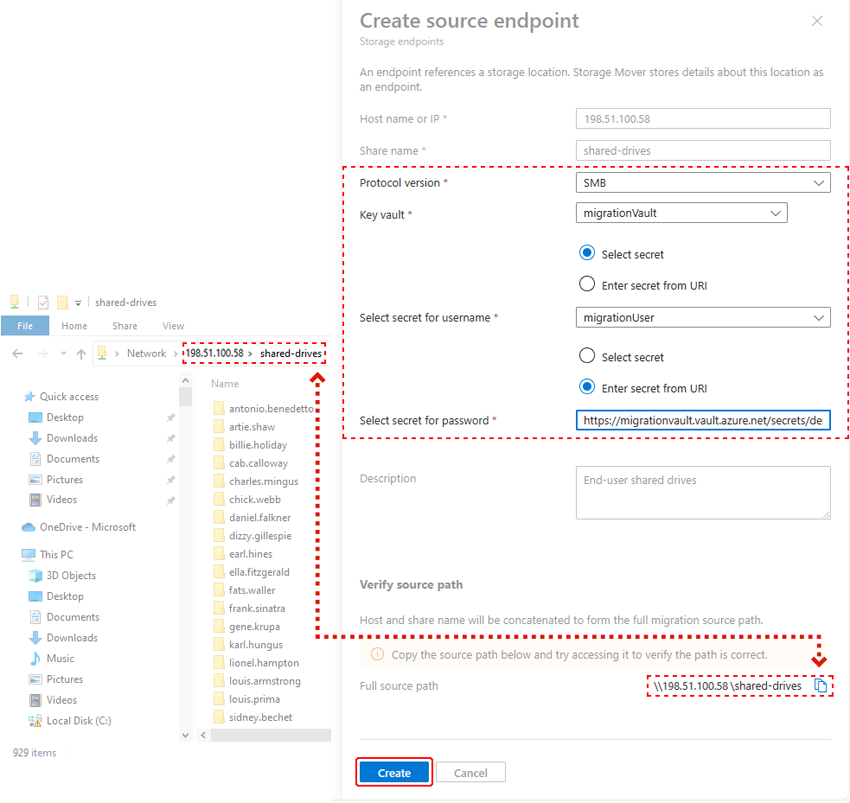 Create source endpoint
Storage endpoints
An endpoint references a storage location. Storage Mover stores details about this location as
an endpoint.
Host name or IP *
198.51.100.58
Share name *
shared-drives
Protocol version *
SMB
Key vault *
migrationVault
Select secret
Enter secret from URI
Select secret for username *
migrationUser
Select secret
Enter secret from URI
Select secret for password *
https://migrationvault.vault.azure.net/secrets/de
Description
End-user shared drives
Verify source path
Host and share name will be concatenated to form the full migration source path.
Copy the source path below and try accessing it to verify the path is correct.
Full source path
\\198.51.100.58 \shared-drives
Create
Cancel
shared-drives
File
Home
Share
View
Network
198.51.100.58
shared-drives
Quick access
Desktop
Downloads
Documents
Pictures
Videos
OneDrive - Microsoft
This PC
3D Objects
Desktop
Documents
Downloads
Music
Pictures
Videos
Local Disk (C:)
929 items
Name
antonio.benedetto
artie.shaw
billie.holiday
cab.calloway
charles.mingus
chick.webb
daniel.falkner
dizzy.gillespie
earl.hines
ella.fitzgerald
fats.waller
frank.sinatra
gene.krupa
karl.hungus
lionel.hampton
louis.armstrong
louis.prima
sidney.bechet